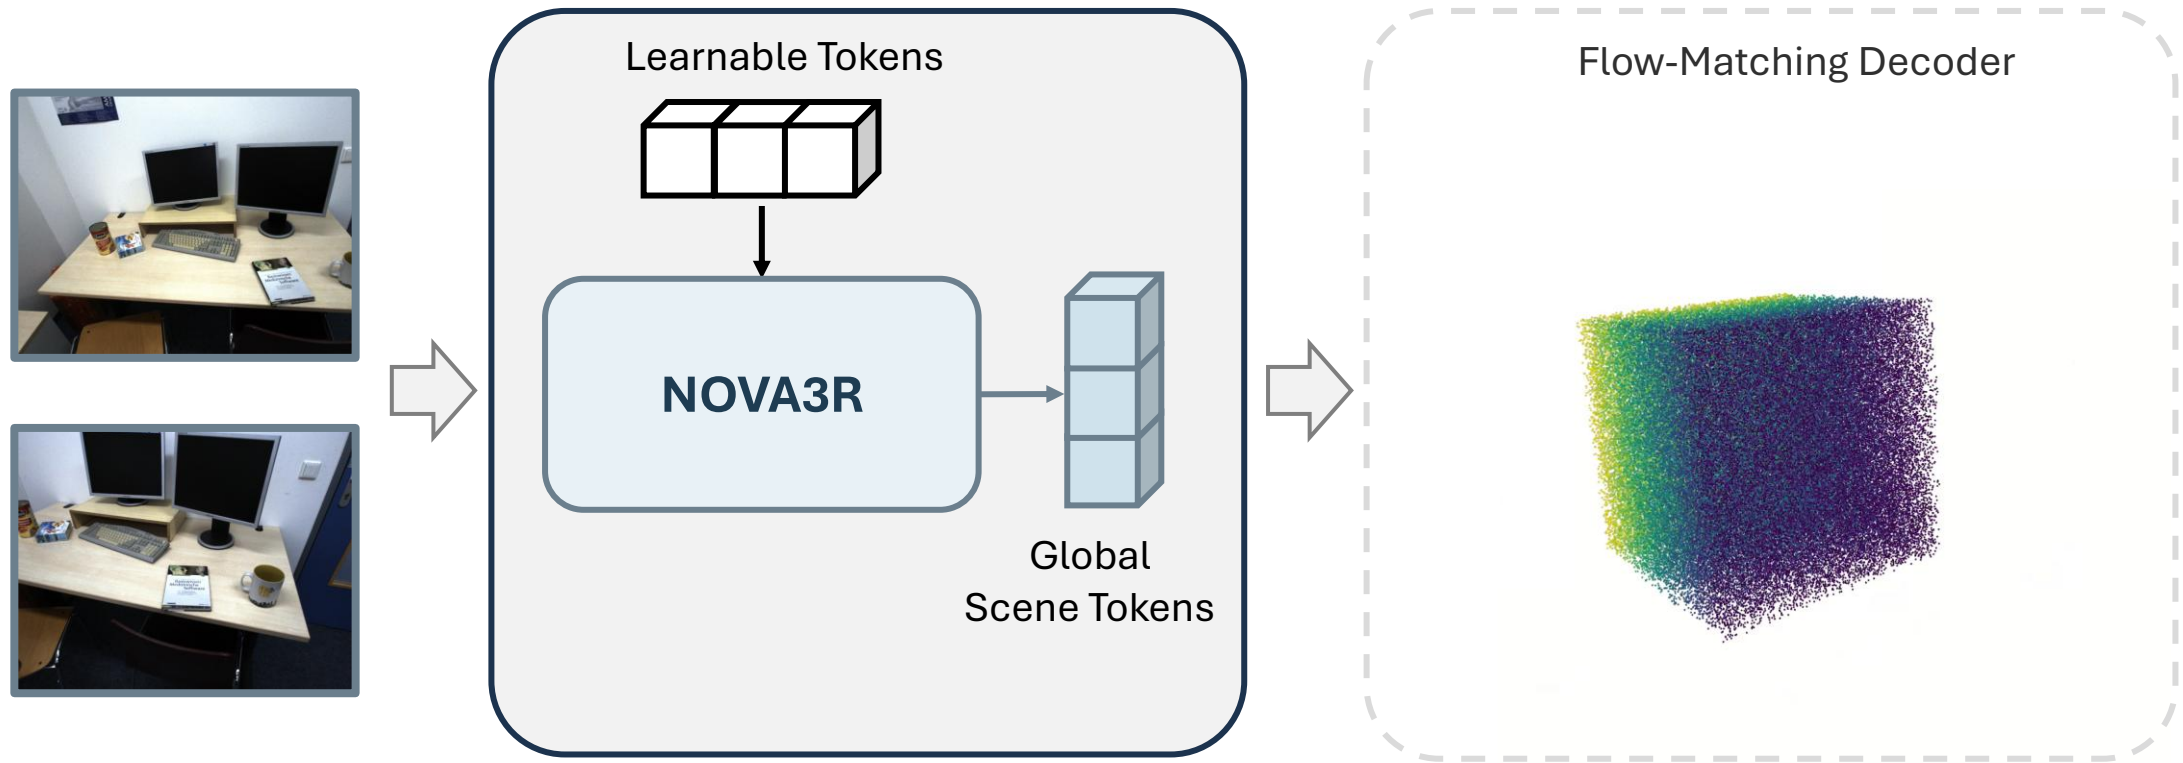 Learnable Tokens
NOVA3R
Global
Scene Tokens
Flow-Matching Decoder